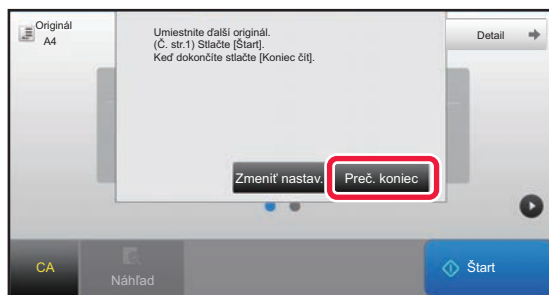 Originál
A4
Umiestnite ďalší originál.
(Č. str.1) Stlačte [Štart].
Keď dokončíte stlačte [Koniec čít].
Detail
Zmeniť nastav.
Preč. koniec
CA
Náhľad
Štart